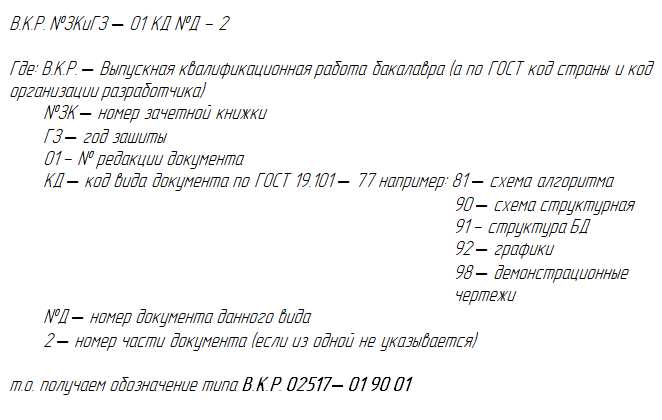 В.К.Р. №ЗКиГЗ – 01 КД №Д – 2
Где: В.К.Р. – Выпускная квалификационная работа бакалавра (а по ГОСТ код страны и код
организации разработчика)
№ЗК – номер зачетной книжки
ГЗ – год зашиты
01 – № редакции документа
КД – код вида документа по ГОСТ 19.101 – 77 например: 81 – схема алгоритма
90 – схема структурная
91 – структура БД
92 – графики
98 – демонстрационные
чертежи
№Д – номер документа данного вида
2 – номер части документа (если из одной не указывается)
т.о. получаем обозначение типа В.К.Р. 02517– 01 90 01